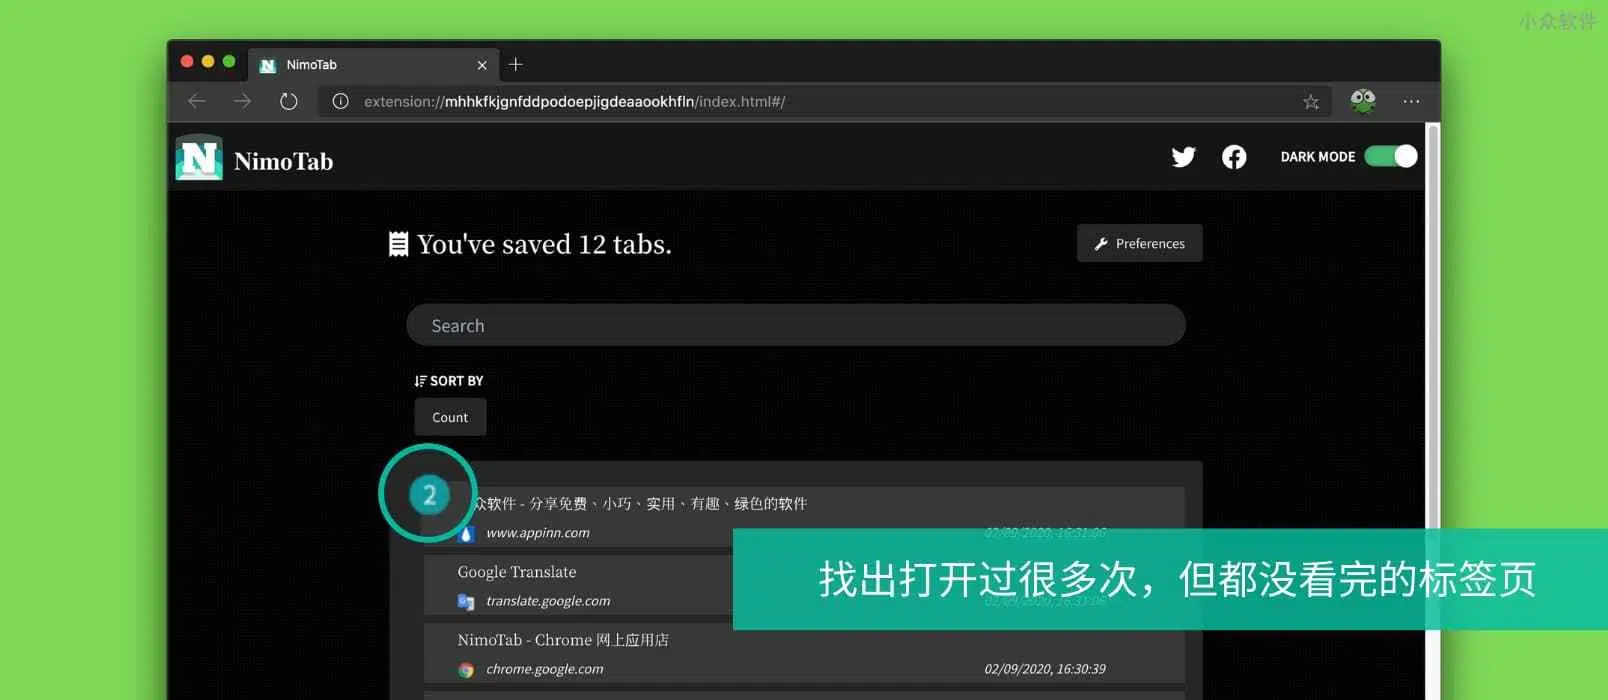 小众软件
NimoTab
extension://mhhkfkjgnfddpodoepjigdeaaookhfln/index.html#/
N NimoTab
DARK MODE
You've saved 12 tabs.
Preferences
Search
SORT BY
Count
2
众软件 - 分享免费、小巧、实用、有趣、绿色的软件
www.appinn.com
02/09/2020, 16:31:06
找出打开过很多次，但都没看完的标签页
Google Translate
translate.google.com
02/09/2020, 16:31:06
NimoTab - Chrome 网上应用店
chrome.google.com
02/09/2020, 16:30:39